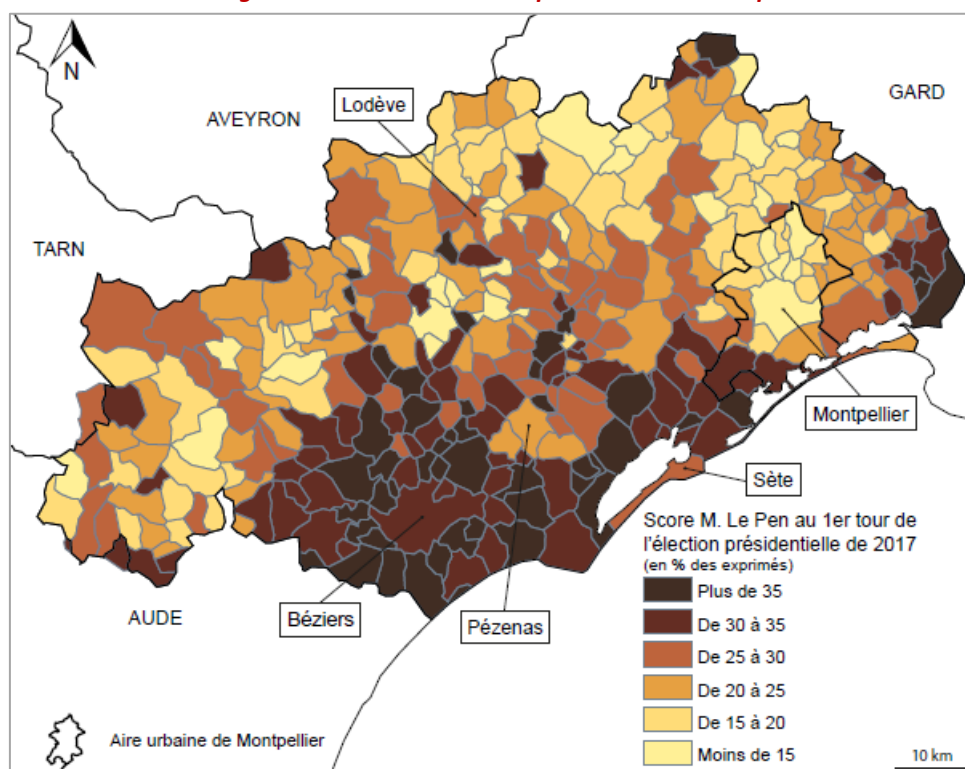 N
GARD
Lodève
AVEYRON
TARN
Montpellier
Sète
Score M. Le Pen au 1er tour de
l'élection présidentielle de 2017
(en % des exprimés)
Plus de 35
De 30 à 35
De 25 à 30
De 20 à 25
De 15 à 20
Moins de 15
AUDE
Béziers
Pézenas
Aire urbaine de Montpellier
10 km